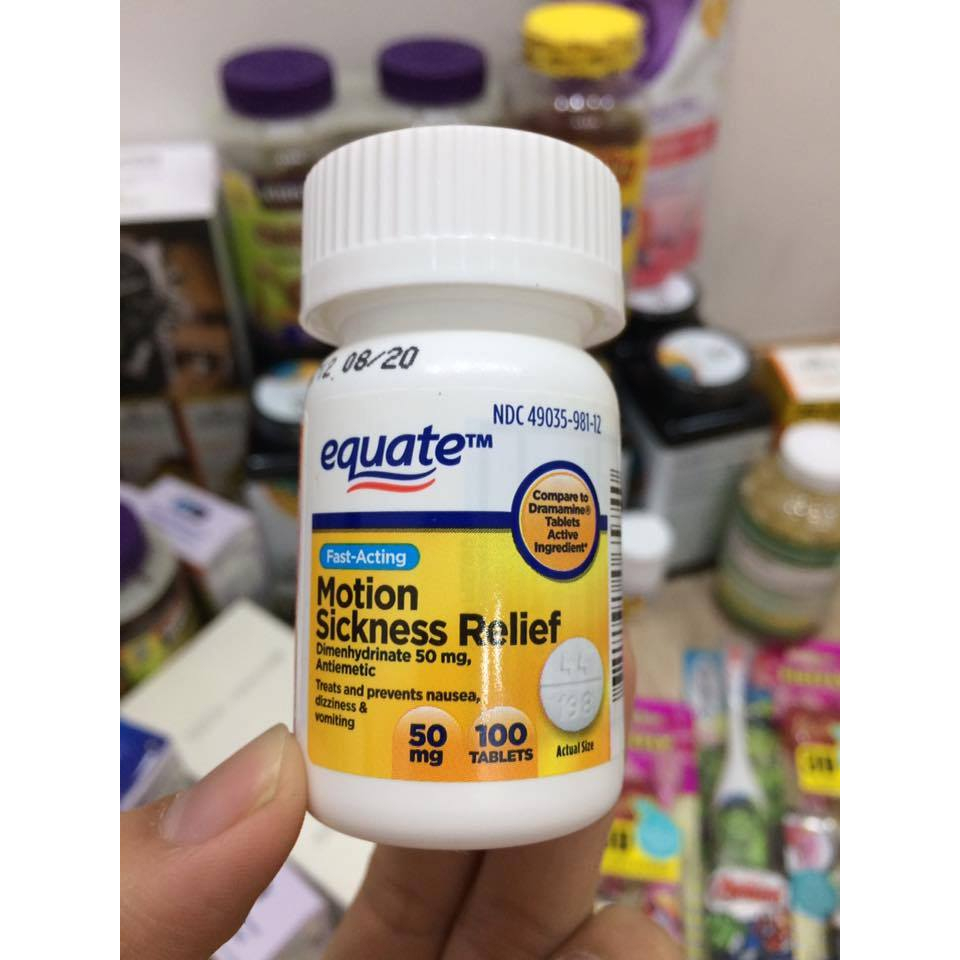 08/20
NDC 49035-981-12
equate™
Compare to
Dramamine®
Tablets
Active
Ingredient*
Fast-Acting
Motion
Sickness Relief
Dimenhydrinate 50 mg,
Antiemetic
Treats and prevents nausea,
dizziness &
vomiting
50
mg
100
TABLETS
44
198
Actual Size